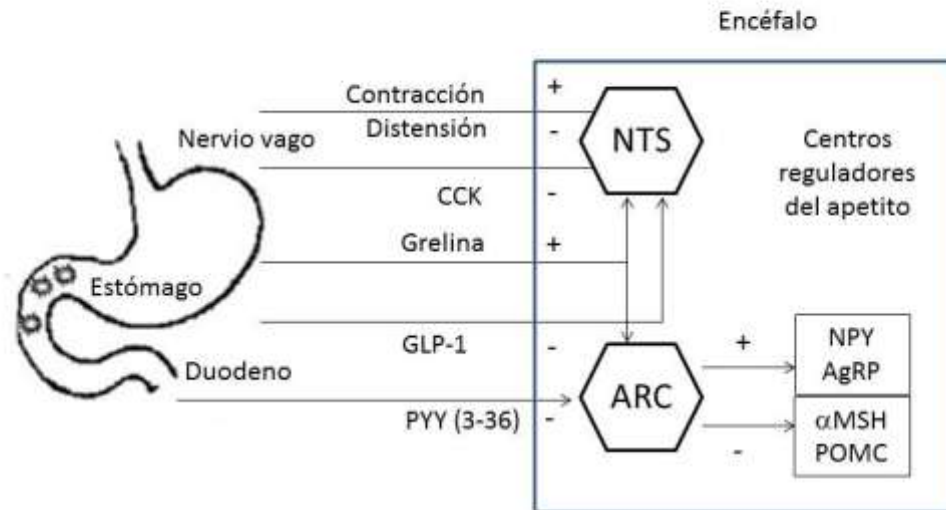 Encéfalo
Contracción
+
Nervio vago
Distensión
-
NTS
Centros
reguladores
del apetito
CCK
-
Grelina
+
Estómago
GLP-1
-
+
NPY
AgRP
Duodeno
ARC
PYY (3-36)
-
αMSH
POMC
-